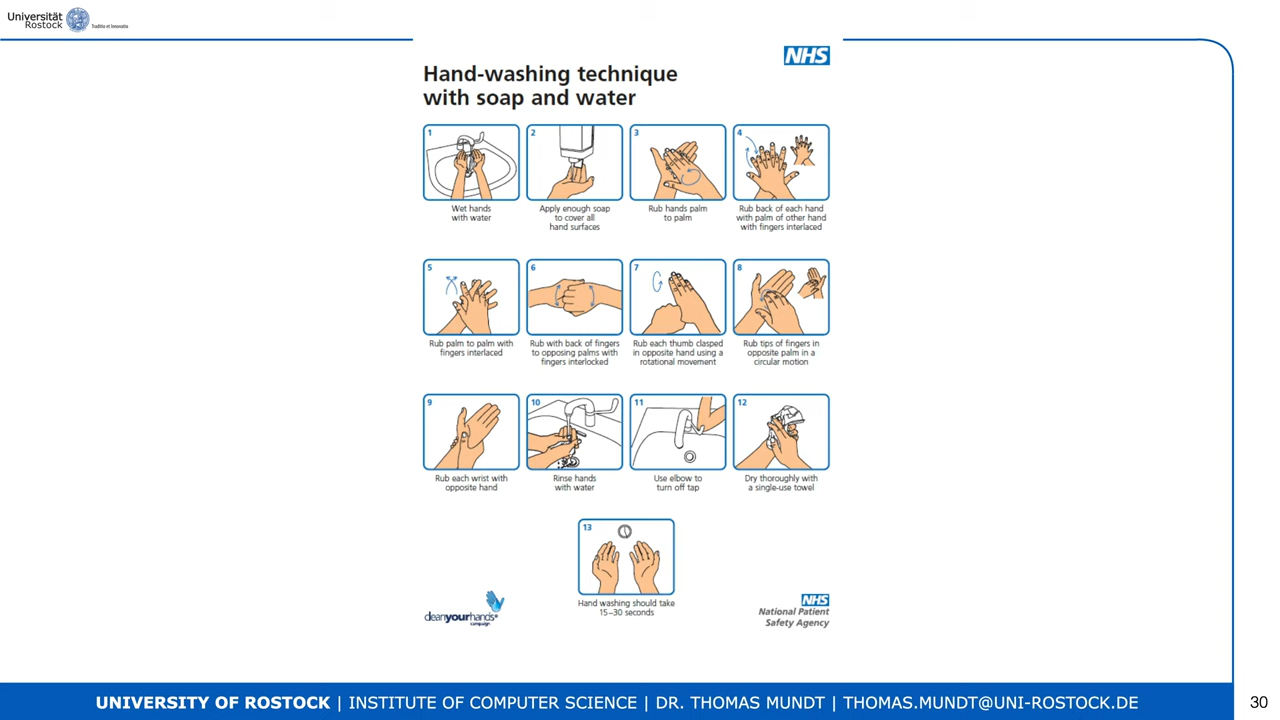 Universität
Rostock
Traditio et Innovatio
NHS
Hand-washing technique
with soap and water
1
2
3
4
Wet hands
with water
Apply enough soap
to cover all
hand surfaces
Rub hands palm
to palm
Rub back of each hand
with palm of other hand
with fingers interlaced
5
6
7
8
Rub palm to palm with
fingers interlaced
Rub with back of fingers
to opposing palms with
fingers interlocked
Rub each thumb clasped
in opposite hand using a
rotational movement
Rub tips of fingers in
opposite palm in a
circular motion
9
10
11
12
Rub each wrist with
opposite hand
Rinse hands
with water
Use elbow to
turn off tap
Dry thoroughly with
a single-use towel
13
Hand washing should take
15–30 seconds
cleanyourhands®
campaign
NHS
National Patient
Safety Agency
UNIVERSITY OF ROSTOCK | INSTITUTE OF COMPUTER SCIENCE | DR. THOMAS MUNDT | THOMAS.MUNDT@UNI-ROSTOCK.DE
30